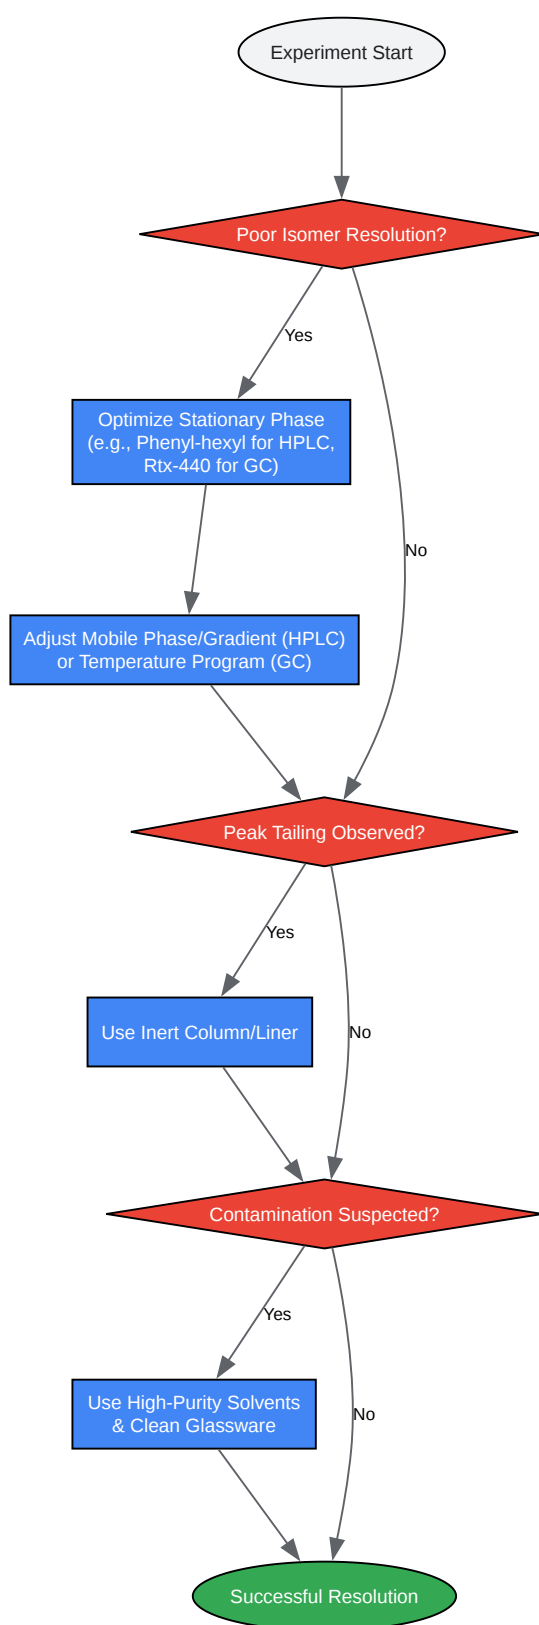 Experiment Start
Poor Isomer Resolution?
Yes
Optimize Stationary Phase
(e.g., Phenyl-hexyl for HPLC,
Rtx-440 for GC)
No
Adjust Mobile Phase/Gradient (HPLC)
or Temperature Program (GC)
Peak Tailing Observed?
Yes
Use Inert Column/Liner
No
Contamination Suspected?
Yes
Use High-Purity Solvents
& Clean Glassware
No
Successful Resolution